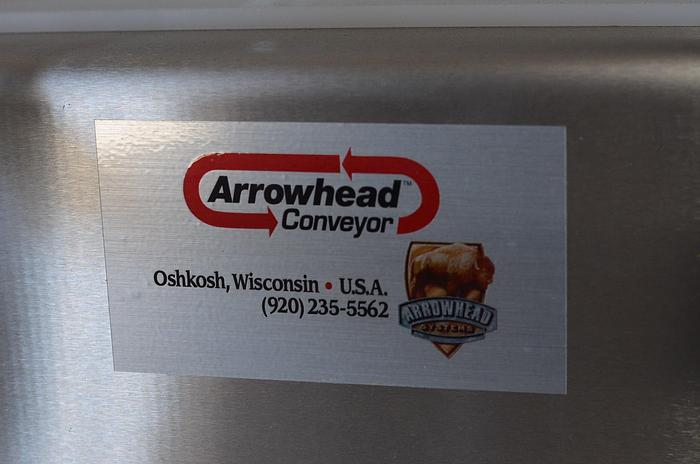 Arrowhead™
Conveyor
Oshkosh, Wisconsin • U.S.A.
(920) 235-5562
ARROWHEAD
SYSTEMS